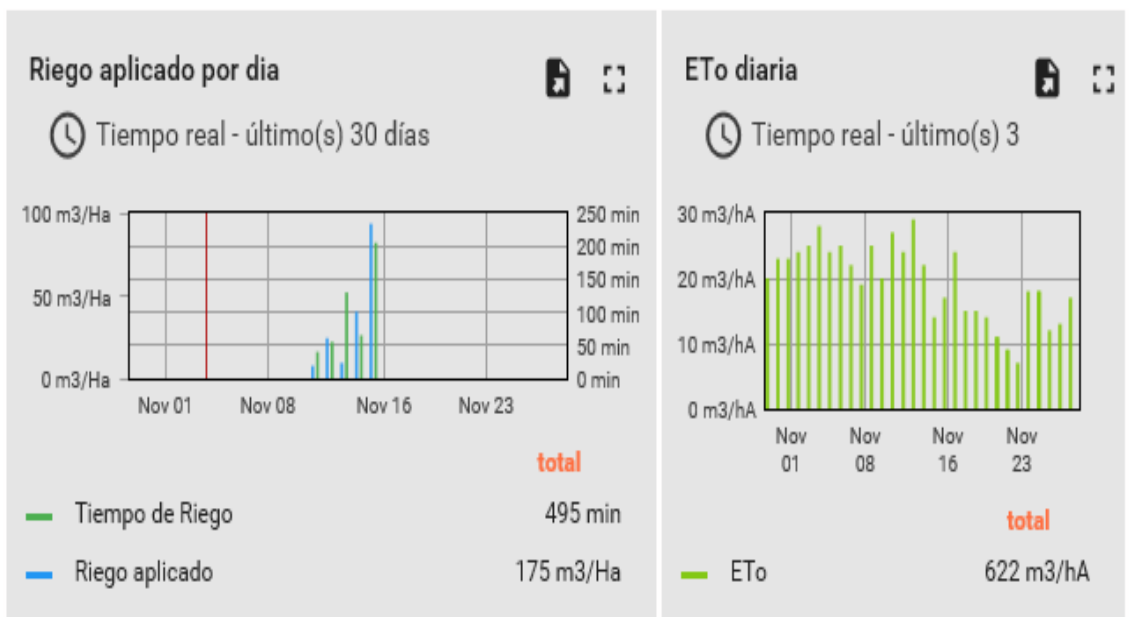 Riego aplicado por dia
Tiempo real - último(s) 30 días
100 m3/Ha
50 m3/Ha
0 m3/Ha
250 min
200 min
150 min
100 min
50 min
0 min
Nov 01 Nov 08 Nov 16 Nov 23
total
Tiempo de Riego 495 min
Riego aplicado 175 m3/Ha
ETo diaria
Tiempo real - último(s) 3
30 m3/hA
20 m3/hA
10 m3/hA
0 m3/hA
Nov Nov Nov Nov
01 08 16 23
total
ETo 622 m3/hA